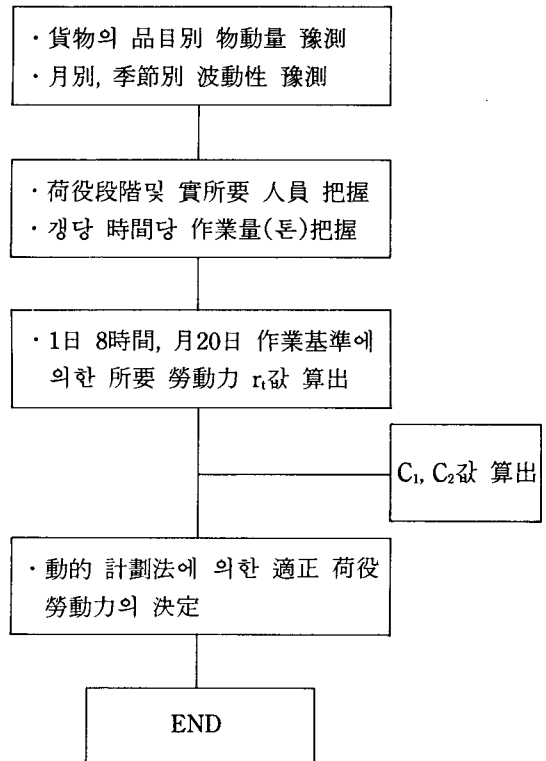 · 貨物의 品目別 物動量 豫測
· 月別, 季節別 波動性 豫測
· 荷役段階및 實所要 人員 把握
· 갱당 時間당 作業量(톤)把握
· 1日 8時間, 月20日 作業基準에
의한 所要 勞動力 rₜ값 算出
C₁, C₂값 算出
· 動的 計劃法에 의한 適正 荷役
勞動力의 決定
END